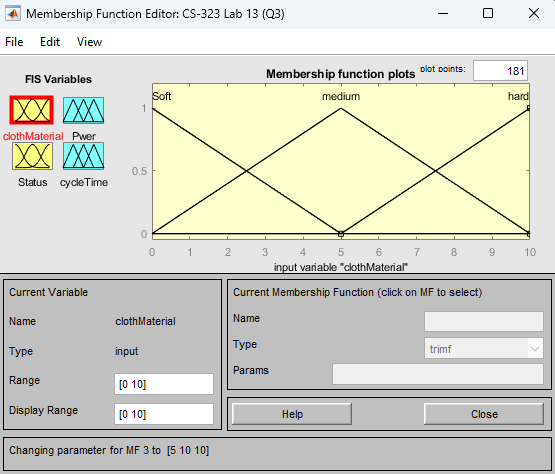 Membership Function Editor: CS-323 Lab 13 (Q3)
File Edit View
FIS Variables
Membership function plots
plot points:
181
clothMaterial
Pwer
Status
cycleTime
Soft
medium
hard
1
0.5
0
0 1 2 3 4 5 6 7 8 9 10
input variable "clothMaterial"
Current Variable
Name clothMaterial
Type input
Range [0 10]
Display Range [0 10]
Current Membership Function (click on MF to select)
Name
Type trimf
Params
Help Close
Changing parameter for MF 3 to [5 10 10]